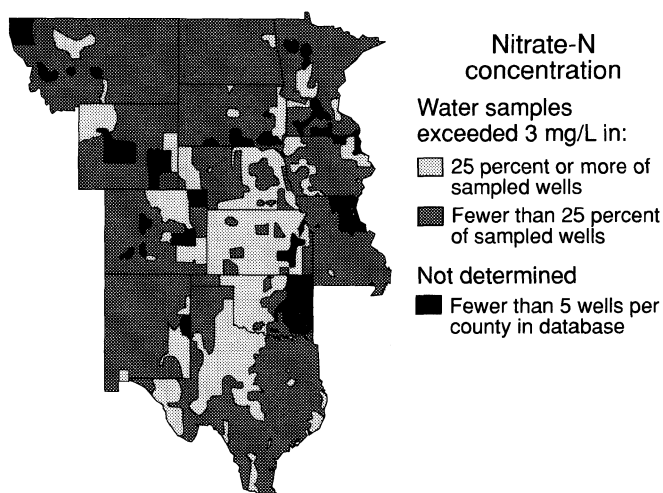 Nitrate-N
concentration
Water samples
exceeded 3 mg/L in:
25 percent or more of
sampled wells
Fewer than 25 percent
of sampled wells
Not determined
Fewer than 5 wells per
county in database